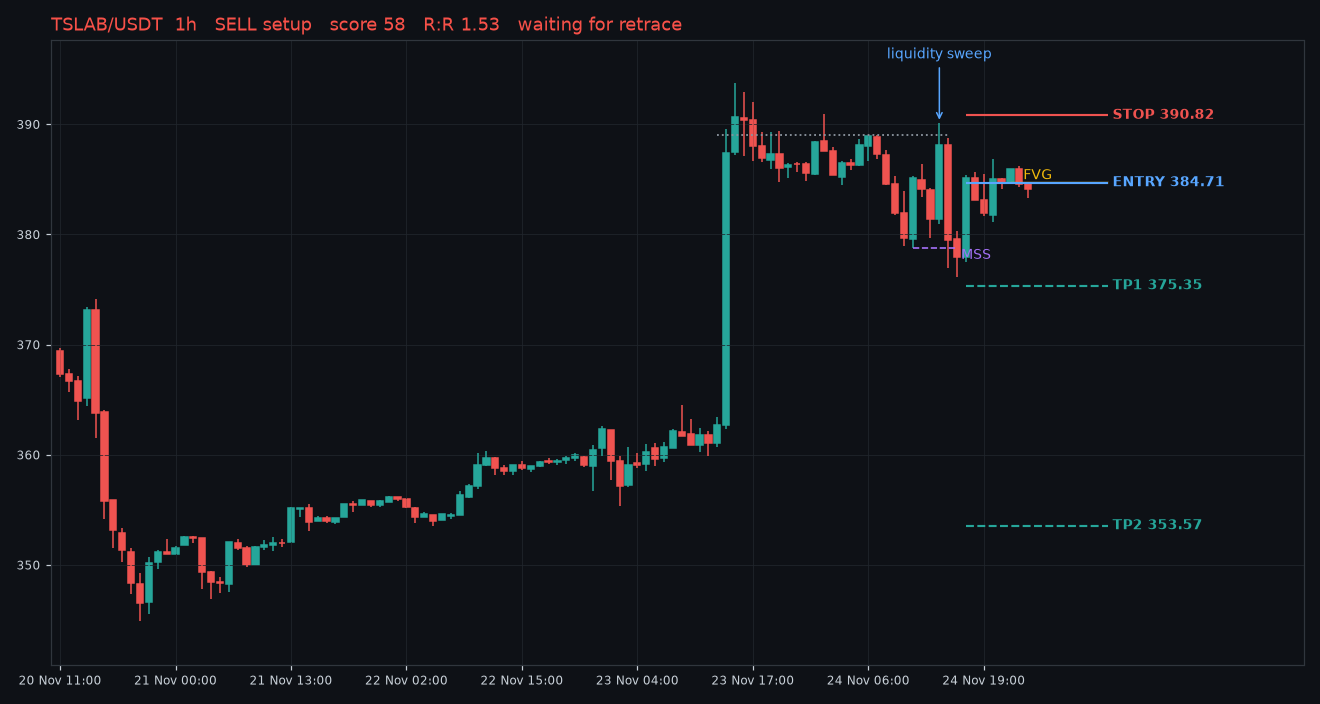 TSLAB/USDT 1h SELL setup score 58 R:R 1.53 waiting for retrace
liquidity sweep
390
STOP 390.82
FVG
ENTRY 384.71
380
MSS
TP1 375.35
370
360
TP2 353.57
350
20 Nov 11:00 21 Nov 00:00 21 Nov 13:00 22 Nov 02:00 22 Nov 15:00 23 Nov 04:00 23 Nov 17:00 24 Nov 06:00 24 Nov 19:00